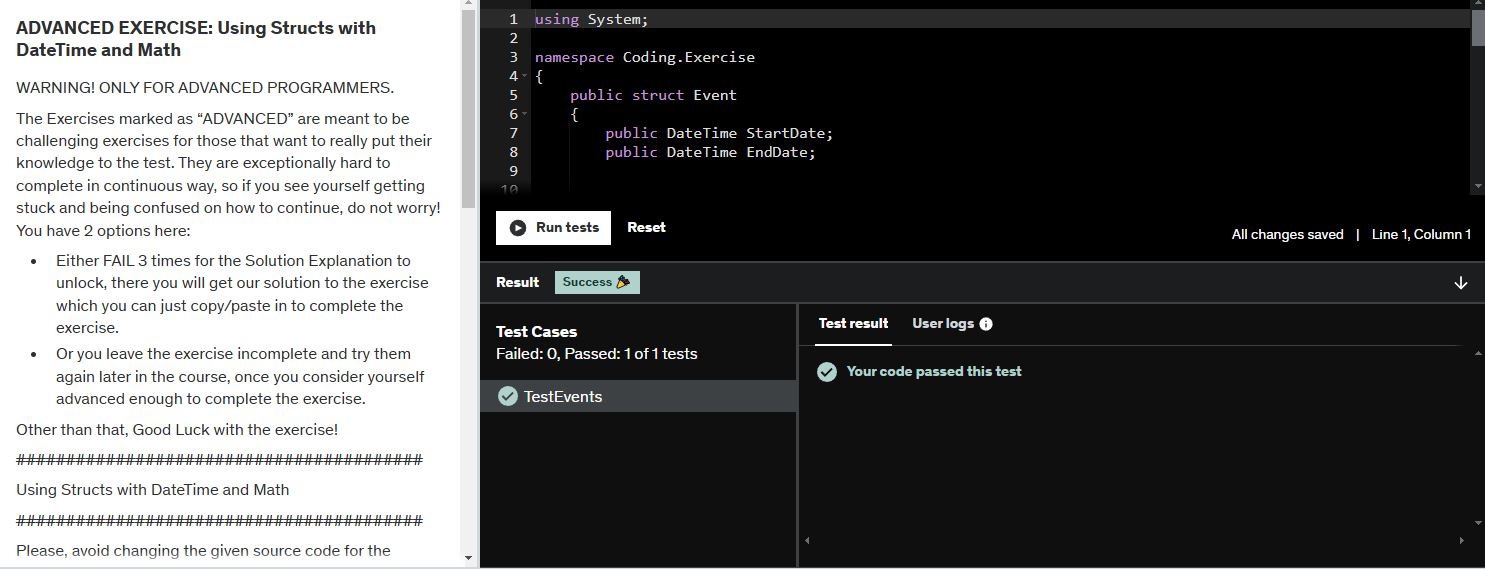 ADVANCED EXERCISE: Using Structs with
DateTime and Math
WARNING! ONLY FOR ADVANCED PROGRAMMERS.
The Exercises marked as “ADVANCED” are meant to be
challenging exercises for those that want to really put their
knowledge to the test. They are exceptionally hard to
complete in continuous way, so if you see yourself getting
stuck and being confused on how to continue, do not worry!
You have 2 options here:
• Either FAIL 3 times for the Solution Explanation to
unlock, there you will get our solution to the exercise
which you can just copy/paste in to complete the
exercise.
• Or you leave the exercise incomplete and try them
again later in the course, once you consider yourself
advanced enough to complete the exercise.
Other than that, Good Luck with the exercise!
#########################################
Using Structs with DateTime and Math
#########################################
Please, avoid changing the given source code for the
1 using System;
2
3 namespace Coding.Exercise
4 {
5 public struct Event
6 {
7 public DateTime StartDate;
8 public DateTime EndDate;
9
10
Run tests Reset
All changes saved | Line 1, Column 1
Result Success
Test Cases
Failed: 0, Passed: 1 of 1 tests
TestEvents
Test result User logs
Your code passed this test